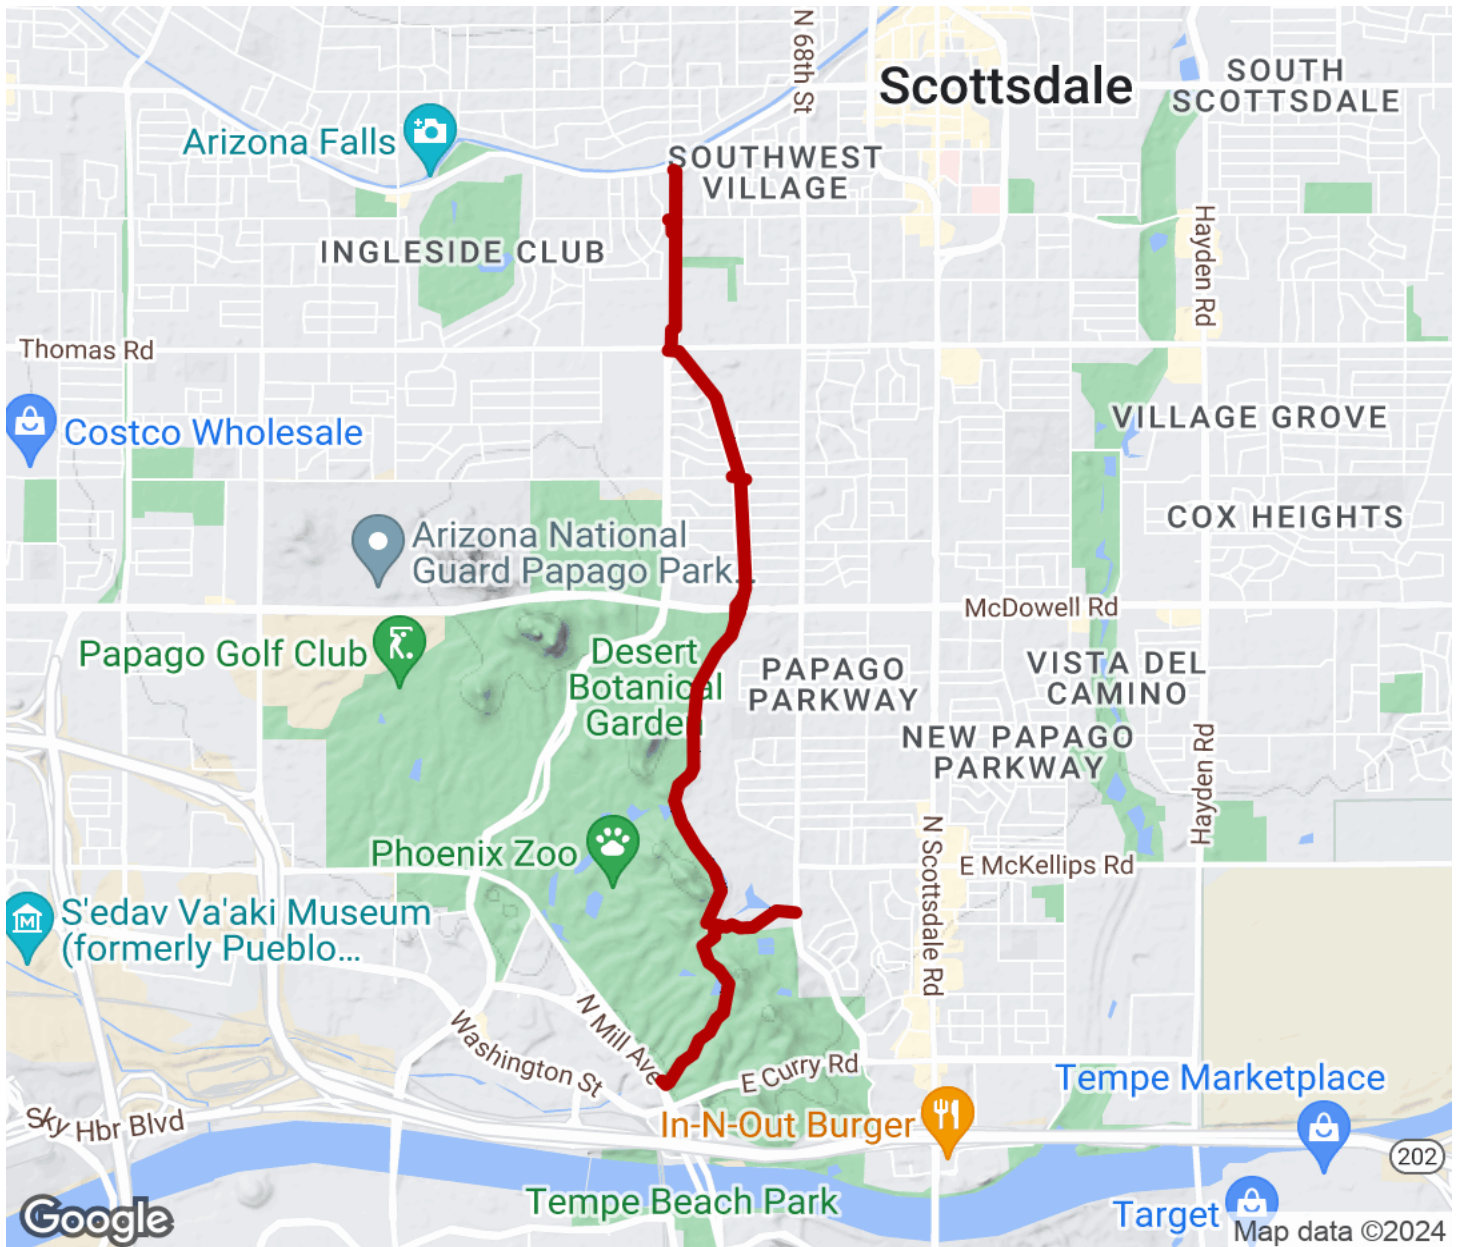 N 68th St
Scottsdale
SOUTH
SCOTTSDALE
Arizona Falls
SOUTHWEST
VILLAGE
INGLESIDE CLUB
Hayden Rd
Thomas Rd
Costco Wholesale
VILLAGE GROVE
COX HEIGHTS
Arizona National
Guard Papago Park...
McDowell Rd
Papago Golf Club
Desert
Botanical
Garden
PAPAGO
PARKWAY
VISTA DEL
CAMINO
NEW PAPAGO
PARKWAY
Hayden Rd
Phoenix Zoo
N Scottsdale Rd
E McKellips Rd
S'edav Va'aki Museum
(formerly Pueblo...
N Mill Ave
Washington St
E Curry Rd
Tempe Marketplace
Sky Hbr Blvd
In-N-Out Burger
202
Tempe Beach Park
Target
Google
Map data ©2024